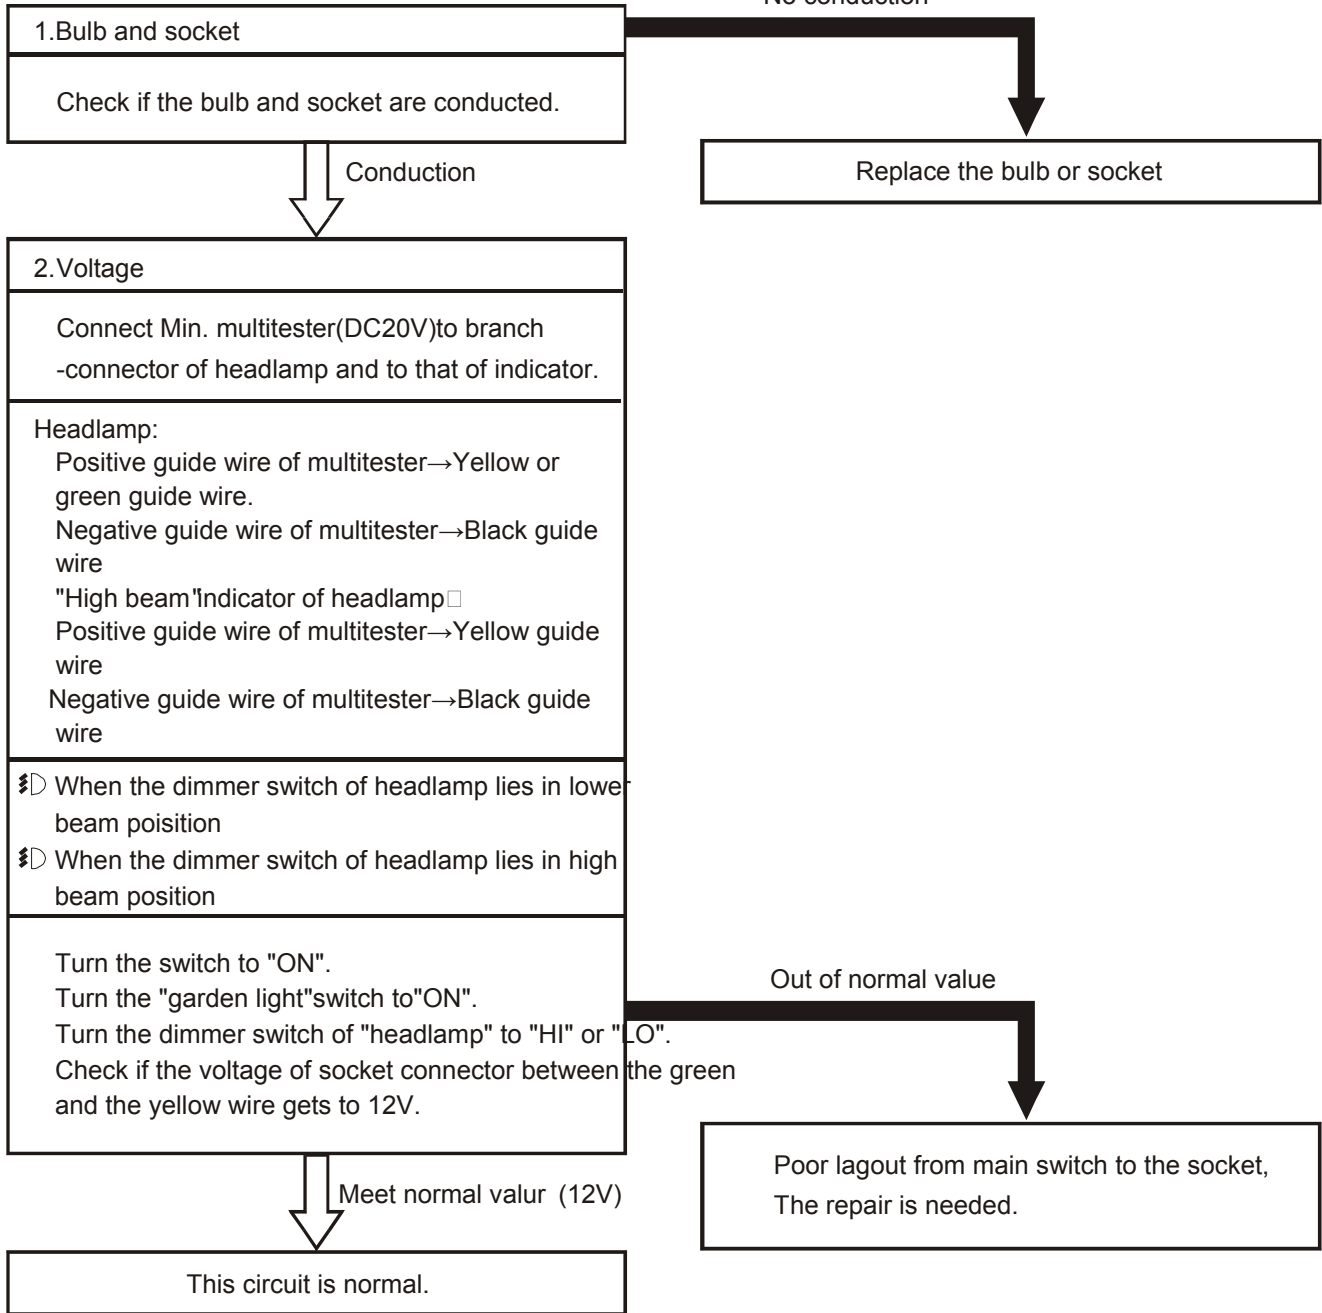 No conduction
1.Bulb and socket
Check if the bulb and socket are conducted.
Conduction
Replace the bulb or socket
2.Voltage
Connect Min. multitester(DC20V)to branch
-connector of headlamp and to that of indicator.
Headlamp:
Positive guide wire of multitester→Yellow or
green guide wire.
Negative guide wire of multitester→Black guide
wire
"High beam"indicator of headlamp□
Positive guide wire of multitester→Yellow guide
wire
Negative guide wire of multitester→Black guide
wire
When the dimmer switch of headlamp lies in lower
beam poisition
When the dimmer switch of headlamp lies in high
beam position
Turn the switch to "ON".
Turn the "garden light"switch to"ON".
Turn the dimmer switch of "headlamp" to "HI" or "LO".
Check if the voltage of socket connector between the green
and the yellow wire gets to 12V.
Out of normal value
Poor lagout from main switch to the socket,
The repair is needed.
Meet normal valur (12V)
This circuit is normal.